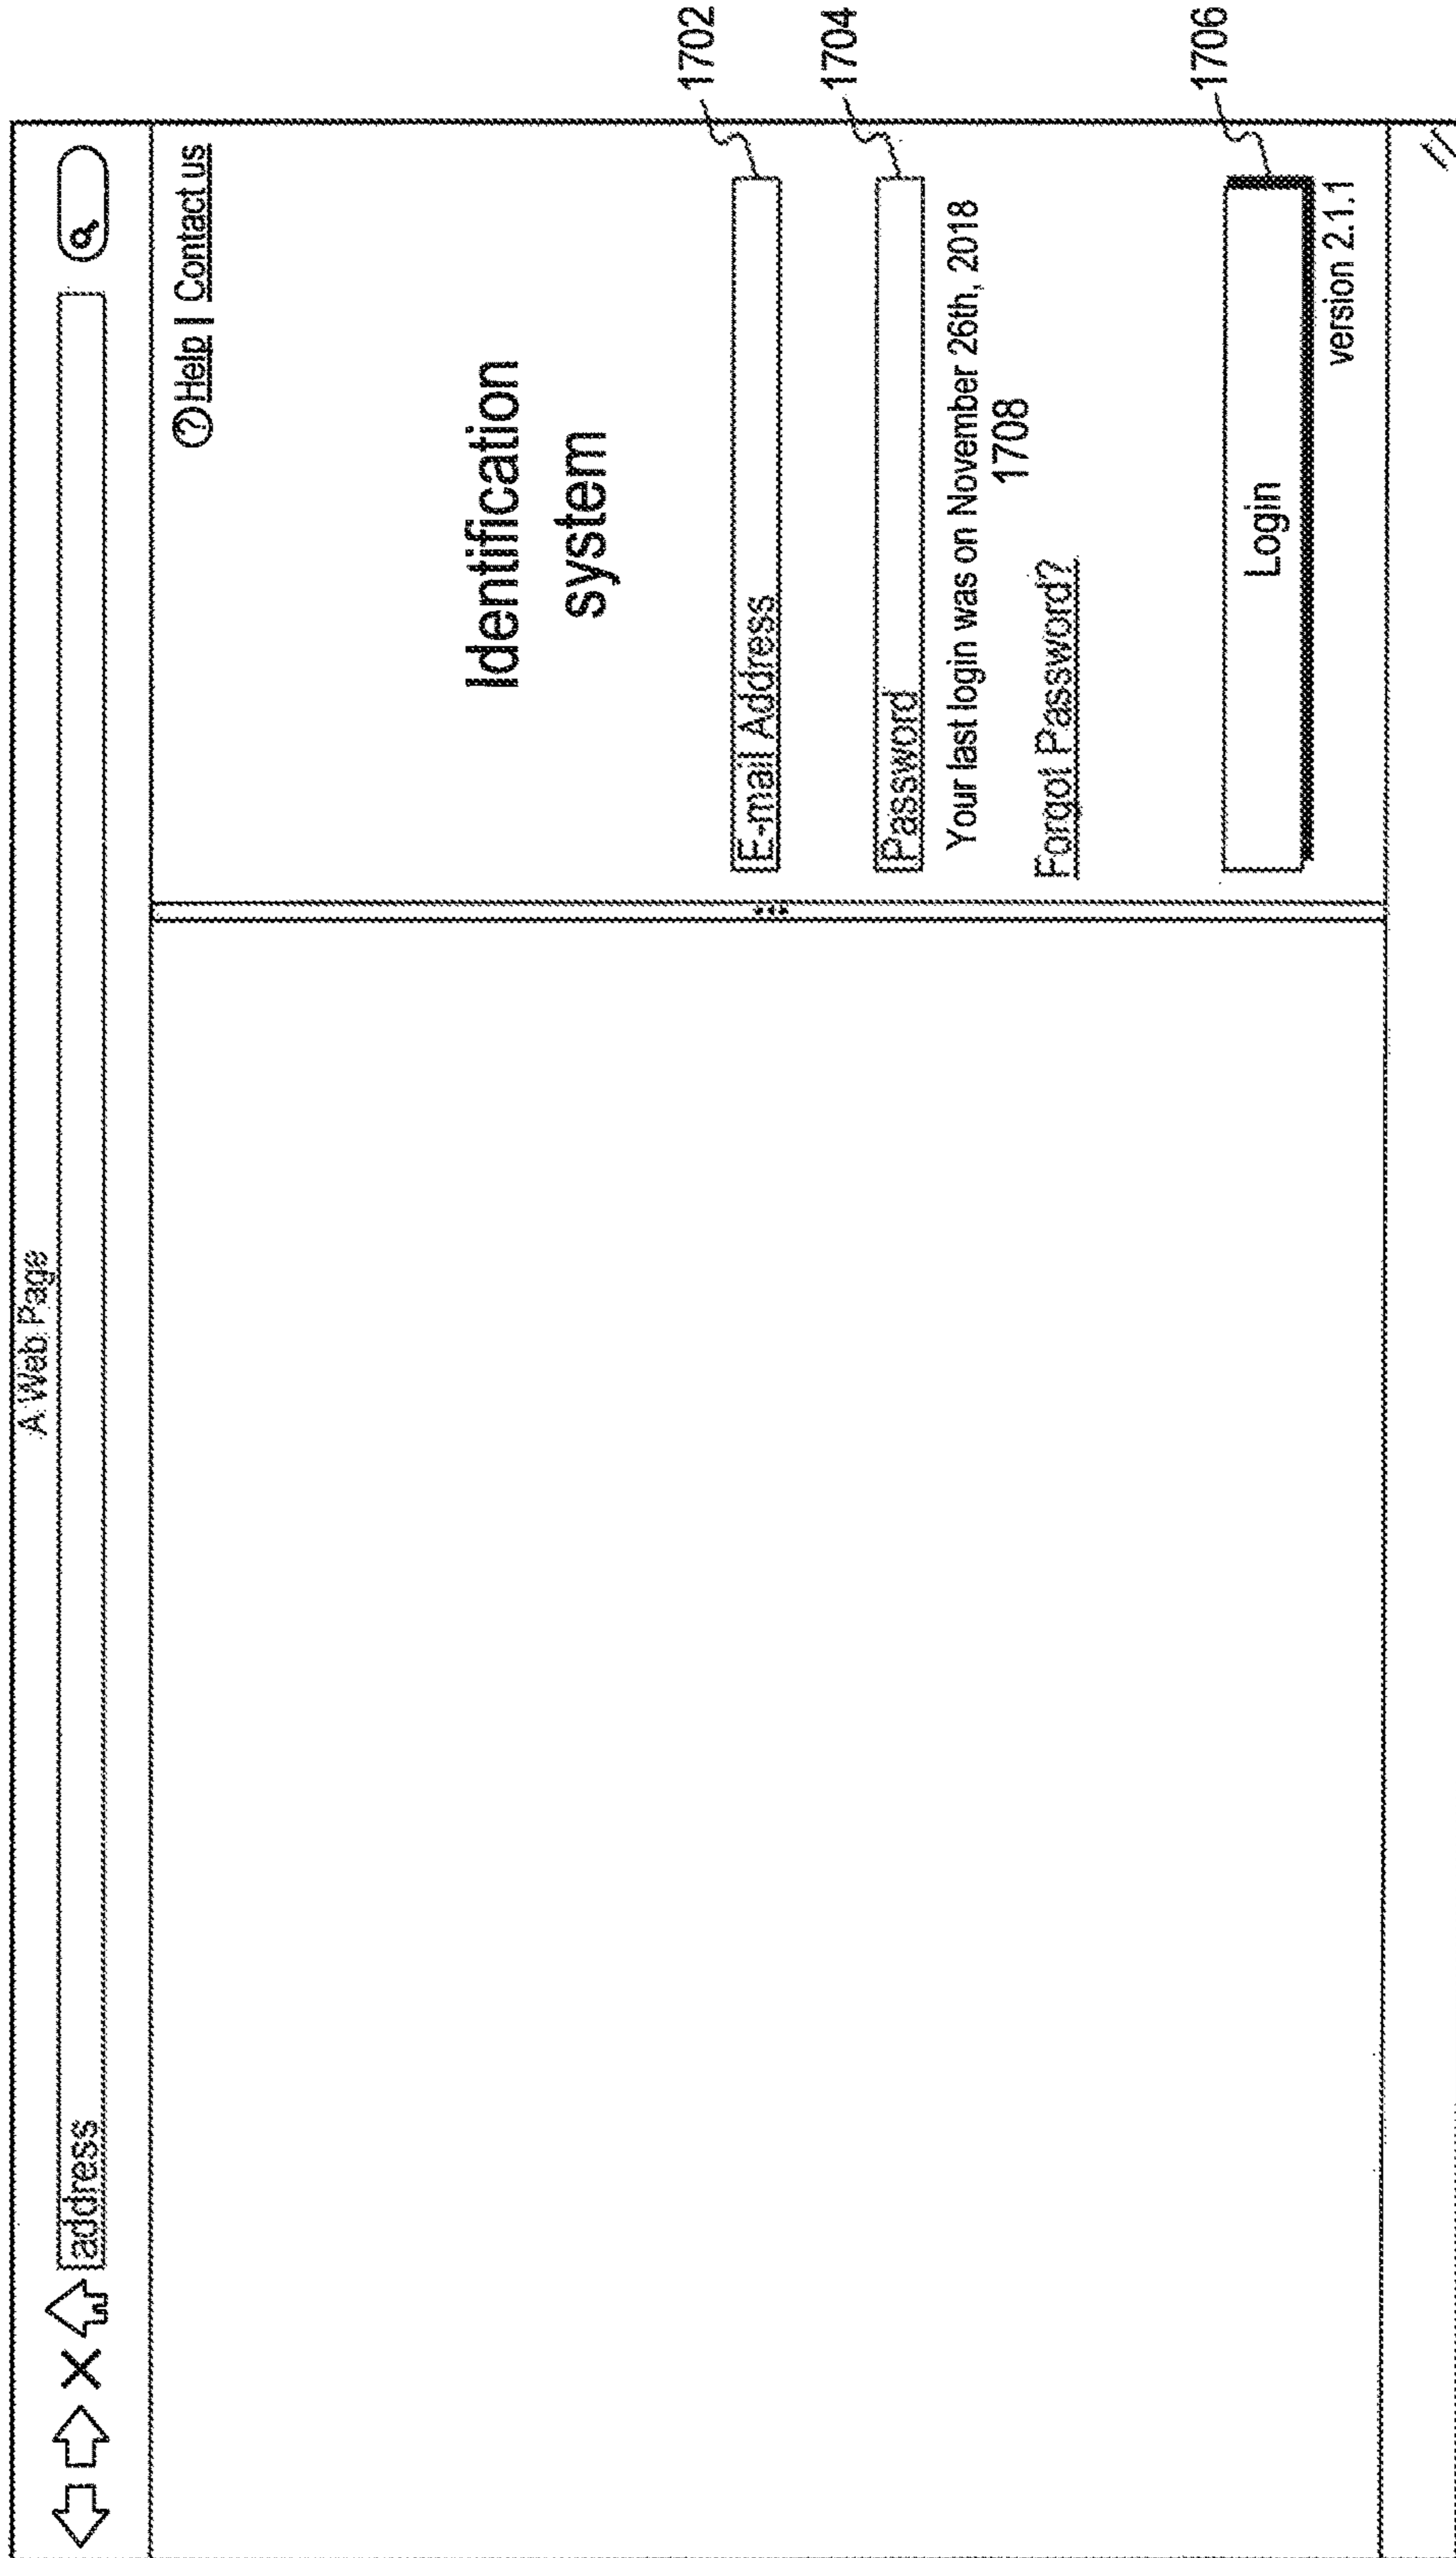 A Web Page
address
Help | Contact us
Identification
system
E-mail Address
1702
Password
1704
Your last login was on November 26th, 2018
1708
Forgot Password?
Login
1706
version 2.1.1